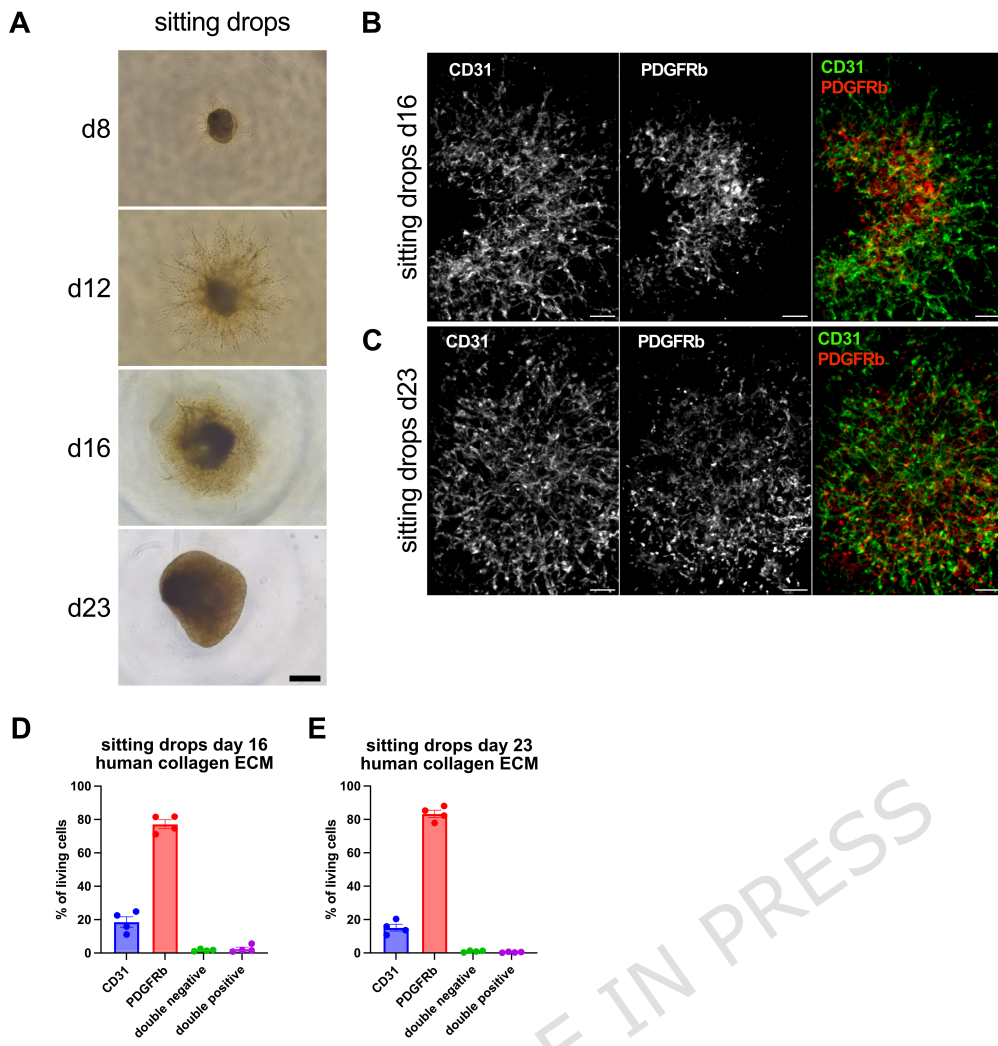 A
sitting drops
d8
d12
d16
d23
B
sitting drops d16
CD31
PDGFRb
CD31
PDGFRb
C
sitting drops d23
CD31
PDGFRb
CD31
PDGFRb
D
sitting drops day 16
human collagen ECM
% of living cells
100
80
60
40
20
0
CD31
PDGFRb
double negative
double positive
E
sitting drops day 23
human collagen ECM
% of living cells
100
80
60
40
20
0
CD31
PDGFRb
double negative
double positive
E IN PRESS